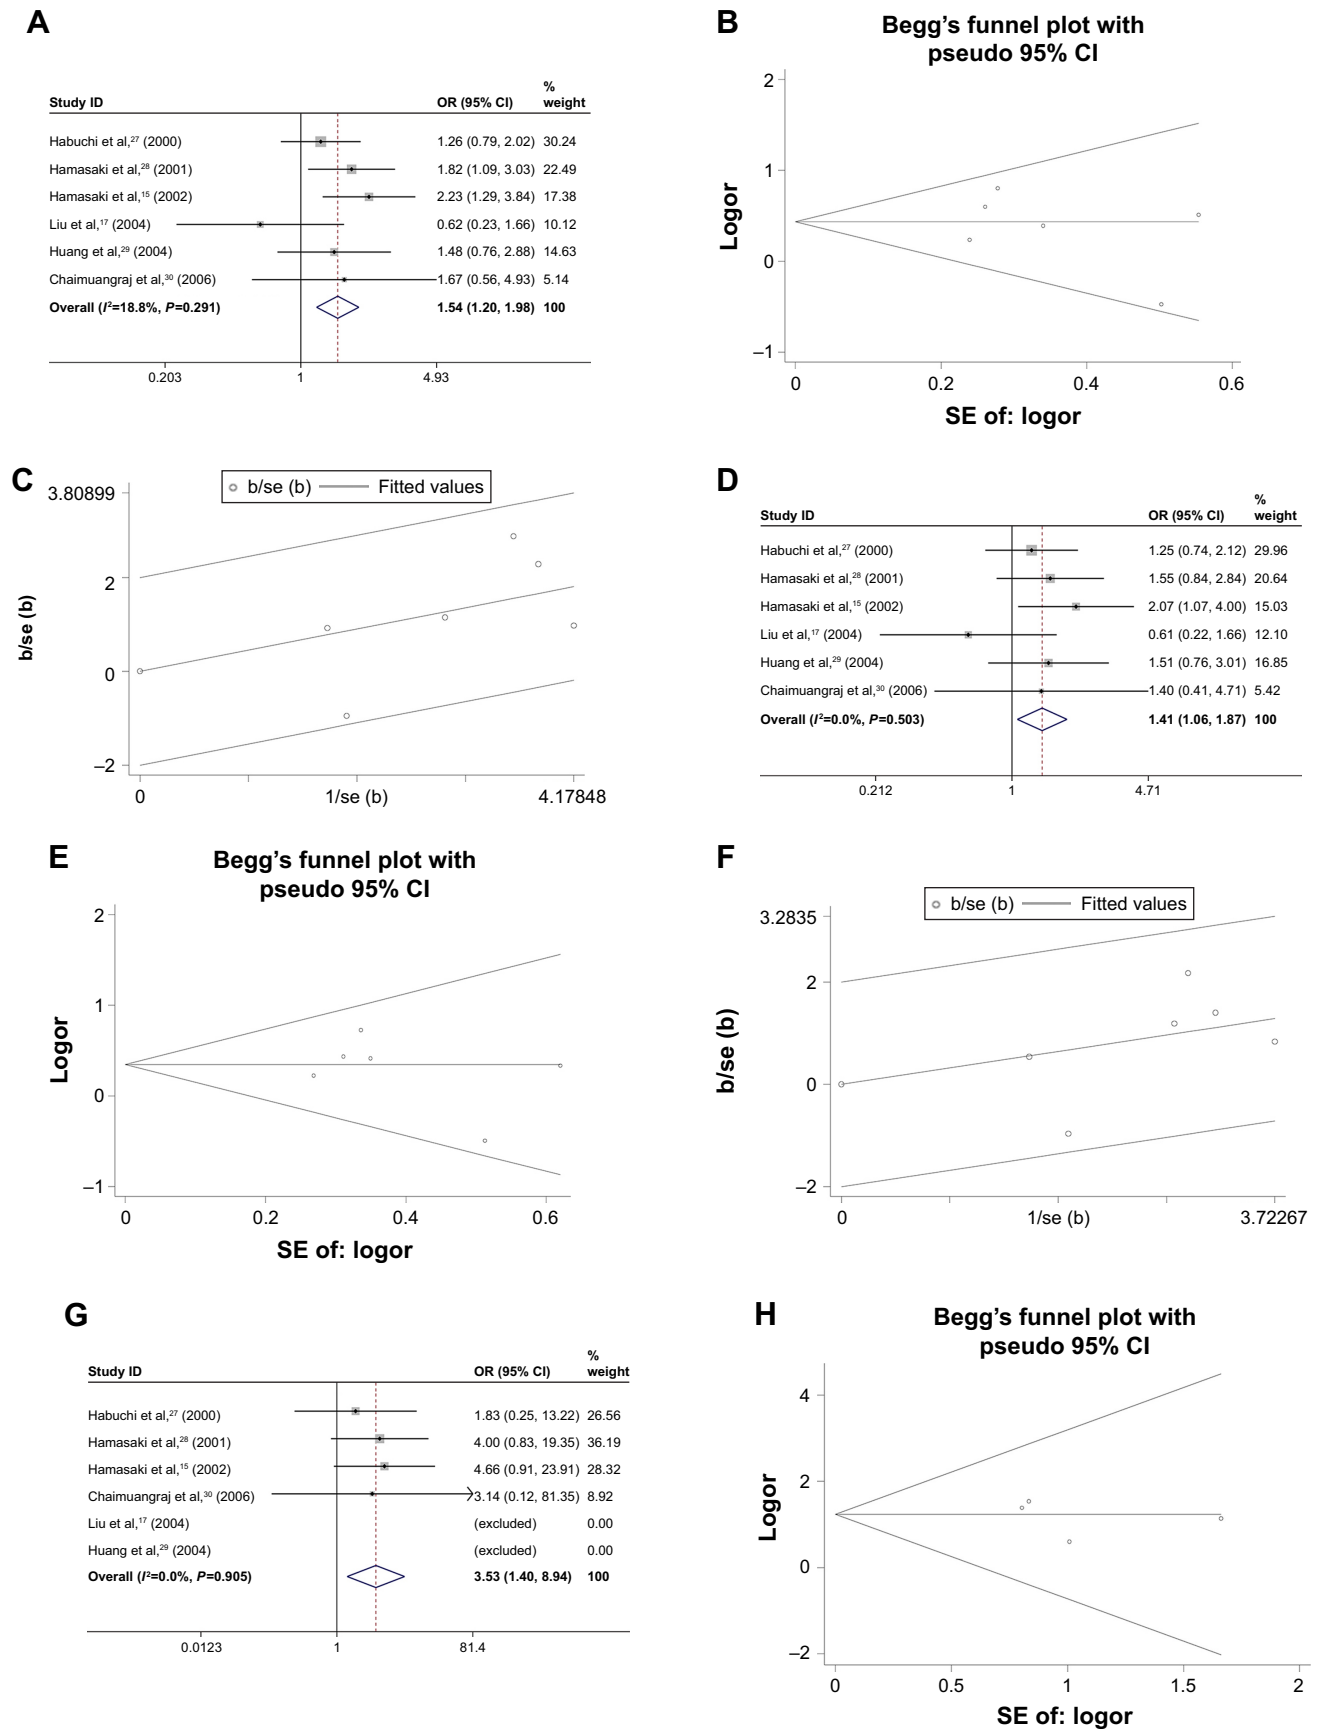 A
%
Study ID OR (95% CI) weight
Habuchi et al,27 (2000) 1.26 (0.79, 2.02) 30.24
Hamasaki et al,28 (2001) 1.82 (1.09, 3.03) 22.49
Hamasaki et al,15 (2002) 2.23 (1.29, 3.84) 17.38
Liu et al,17 (2004) 0.62 (0.23, 1.66) 10.12
Huang et al,29 (2004) 1.48 (0.76, 2.88) 14.63
Chaimuangraj et al,30 (2006) 1.67 (0.56, 4.93) 5.14
Overall (I2=18.8%, P=0.291) 1.54 (1.20, 1.98) 100
0.203 1 4.93
B
Begg’s funnel plot with
pseudo 95% CI
Logor
2
1
0
–1
0 0.2 0.4 0.6
SE of: logor
C
b/se (b) Fitted values
b/se (b)
3.80899
2
0
–2
0 1/se (b) 4.17848
D
%
Study ID OR (95% CI) weight
Habuchi et al,27 (2000) 1.25 (0.74, 2.12) 29.96
Hamasaki et al,28 (2001) 1.55 (0.84, 2.84) 20.64
Hamasaki et al,15 (2002) 2.07 (1.07, 4.00) 15.03
Liu et al,17 (2004) 0.61 (0.22, 1.66) 12.10
Huang et al,29 (2004) 1.51 (0.76, 3.01) 16.85
Chaimuangraj et al,30 (2006) 1.40 (0.41, 4.71) 5.42
Overall (I2=0.0%, P=0.503) 1.41 (1.06, 1.87) 100
0.212 1 4.71
E
Begg’s funnel plot with
pseudo 95% CI
Logor
2
1
0
–1
0 0.2 0.4 0.6
SE of: logor
F
b/se (b) Fitted values
b/se (b)
3.2835
2
0
–2
0 1/se (b) 3.72267
G
%
Study ID OR (95% CI) weight
Habuchi et al,27 (2000) 1.83 (0.25, 13.22) 26.56
Hamasaki et al,28 (2001) 4.00 (0.83, 19.35) 36.19
Hamasaki et al,15 (2002) 4.66 (0.91, 23.91) 28.32
Chaimuangraj et al,30 (2006) 3.14 (0.12, 81.35) 8.92
Liu et al,17 (2004) (excluded) 0.00
Huang et al,29 (2004) (excluded) 0.00
Overall (I2=0.0%, P=0.905) 3.53 (1.40, 8.94) 100
0.0123 1 81.4
H
Begg’s funnel plot with
pseudo 95% CI
Logor
4
2
0
–2
0 0.5 1 1.5 2
SE of: logor